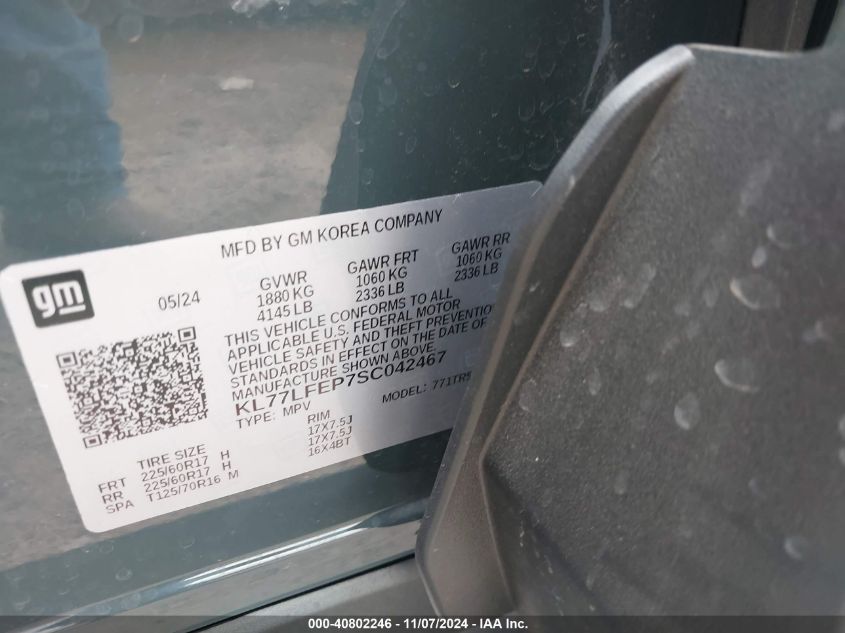 MFD BY GM KOREA COMPANY
gm
05/24
GVWR GAWR FRT GAWR RR
1880 KG 1060 KG 1060 KG
4145 LB 2336 LB 2336 LB
THIS VEHICLE CONFORMS TO ALL
APPLICABLE U.S. FEDERAL MOTOR
VEHICLE SAFETY AND THEFT PREVENTION
STANDARDS IN EFFECT ON THE DATE OF
MANUFACTURE SHOWN ABOVE.
KL77LFEP7SC042467
TYPE: MPV MODEL: 771TR
TIRE SIZE RIM
FRT 225/60R17 H 17X7.5J
RR 225/60R17 H 17X7.5J
SPA T125/70R16 M 16X4BT
000-40802246 - 11/07/2024 - IAA Inc.